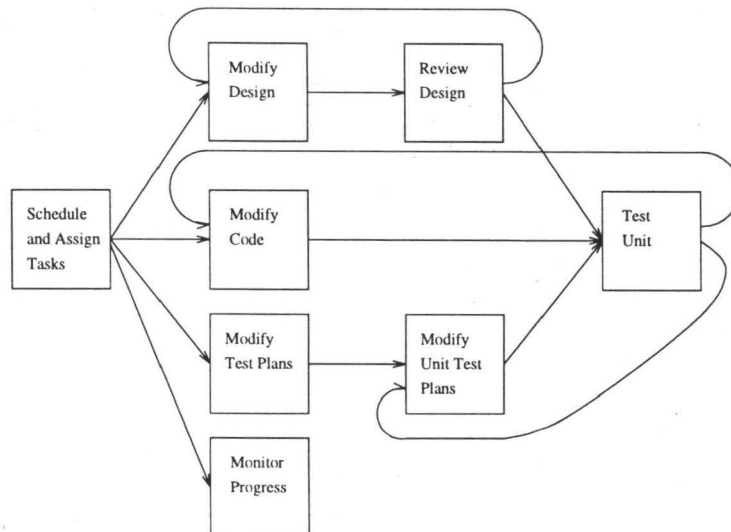 Modify
Design
Review
Design
Schedule
and Assign
Tasks
Modify
Code
Test
Unit
Modify
Test Plans
Modify
Unit Test
Plans
Monitor
Progress